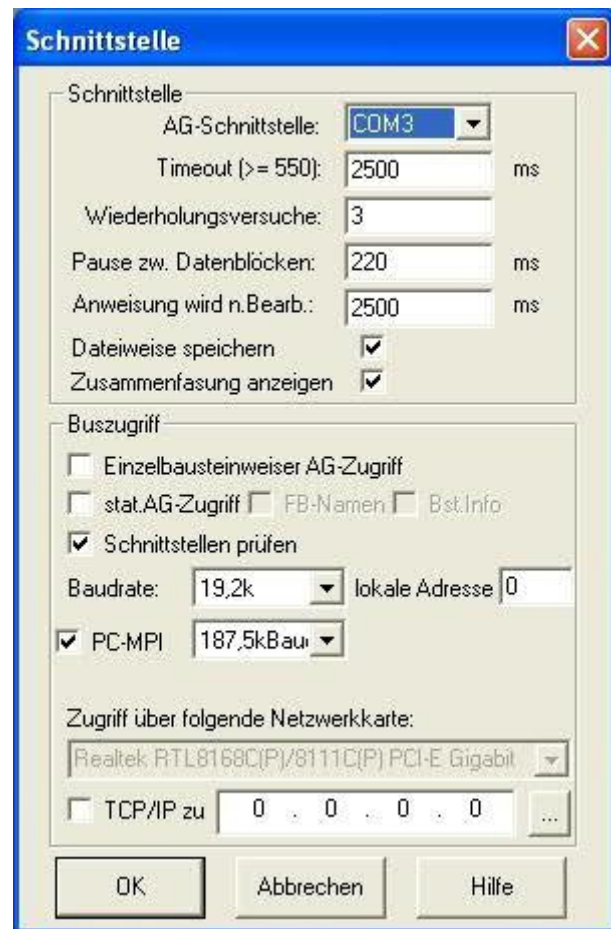 Schnittstelle
Schnittstelle
AG-Schnittstelle: COM3
Timeout (>= 550): 2500 ms
Wiederholungsversuche: 3
Pause zw. Datenblöcken: 220 ms
Anweisung wird n.Bearb.: 2500 ms
Dateiweise speichern
Zusammenfasung anzeigen
Buszugriff
Einzelbausteinweiser AG-Zugriff
stat.AG-Zugriff FB-Namen Bst.Info
Schnittstellen prüfen
Baudrate: 19,2k lokale Adresse 0
PC-MPI 187,5kBau
Zugriff über folgende Netzwerkkarte:
Realtek RTL8168C(P)/8111C(P) PCI-E Gigabit
TCP/IP zu 0 . 0 . 0 . 0 ...
OK Abbrechen Hilfe